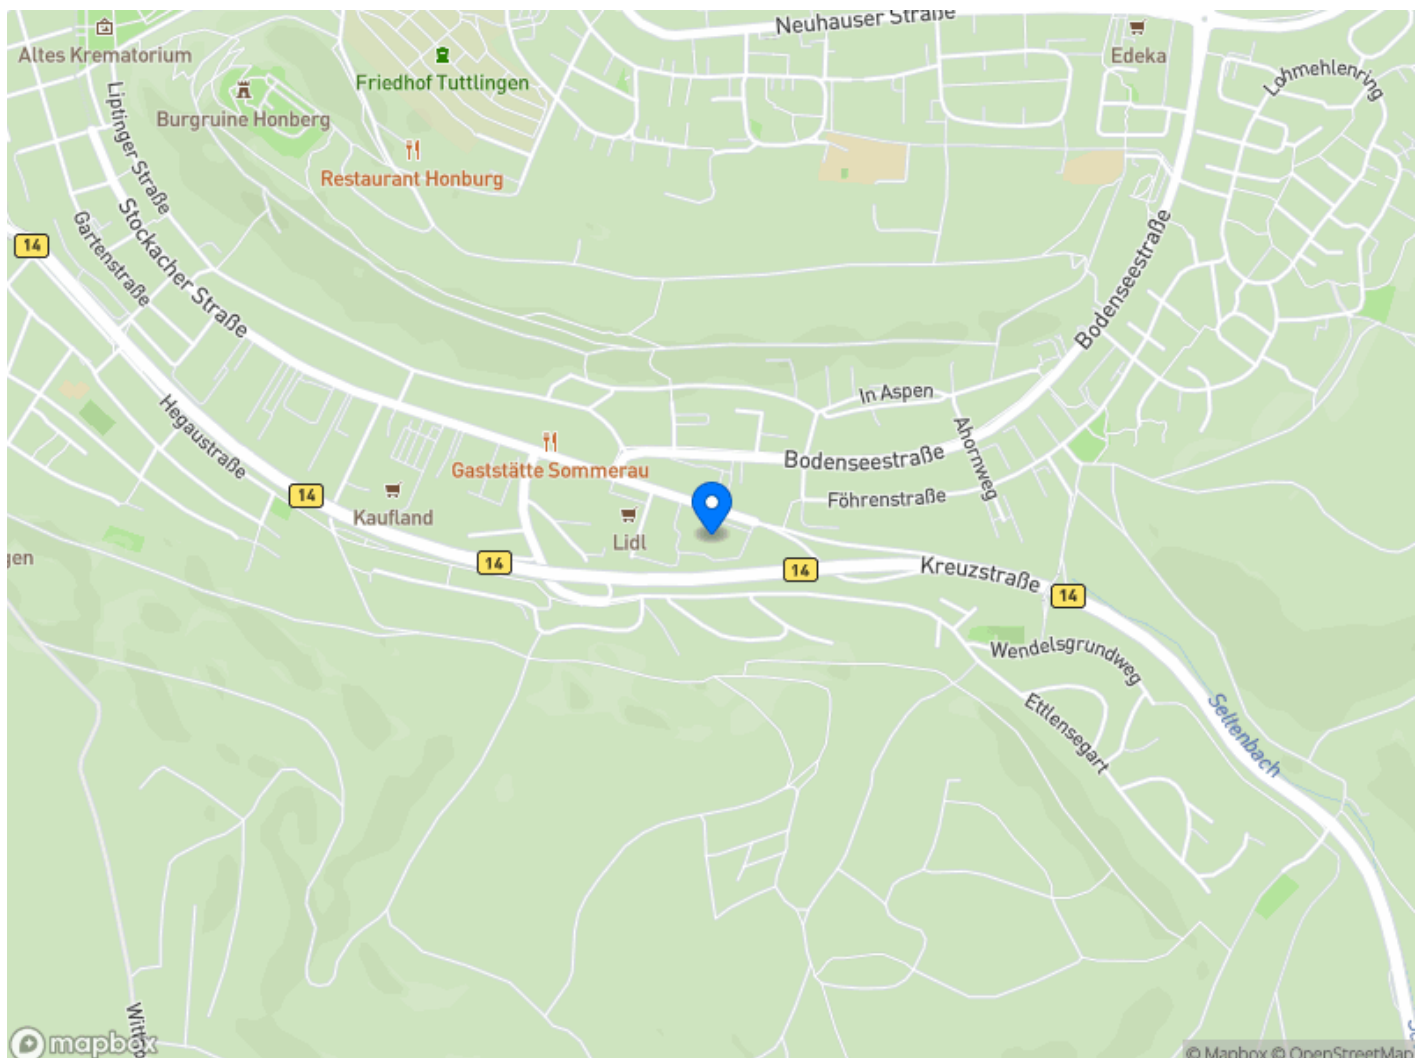 Neuhauser Straße
Altes Krematorium
Edeka
Friedhof Tuttlingen
Lohmehlenring
Burgruine Honberg
Liptinger Straße
Restaurant Honburg
Stockacher Straße
Gartenstraße
14
Bodenseestraße
In Aspen
Hegaustraße
Ahornweg
Gaststätte Sommerau
Bodenseestraße
14
Föhrenstraße
Kaufland
Lidl
gen
14
14
Kreuzstraße
14
Wendelsgrundweg
Ettlensegart
Seltenbach
mapbox
© Mapbox © OpenStreetMap